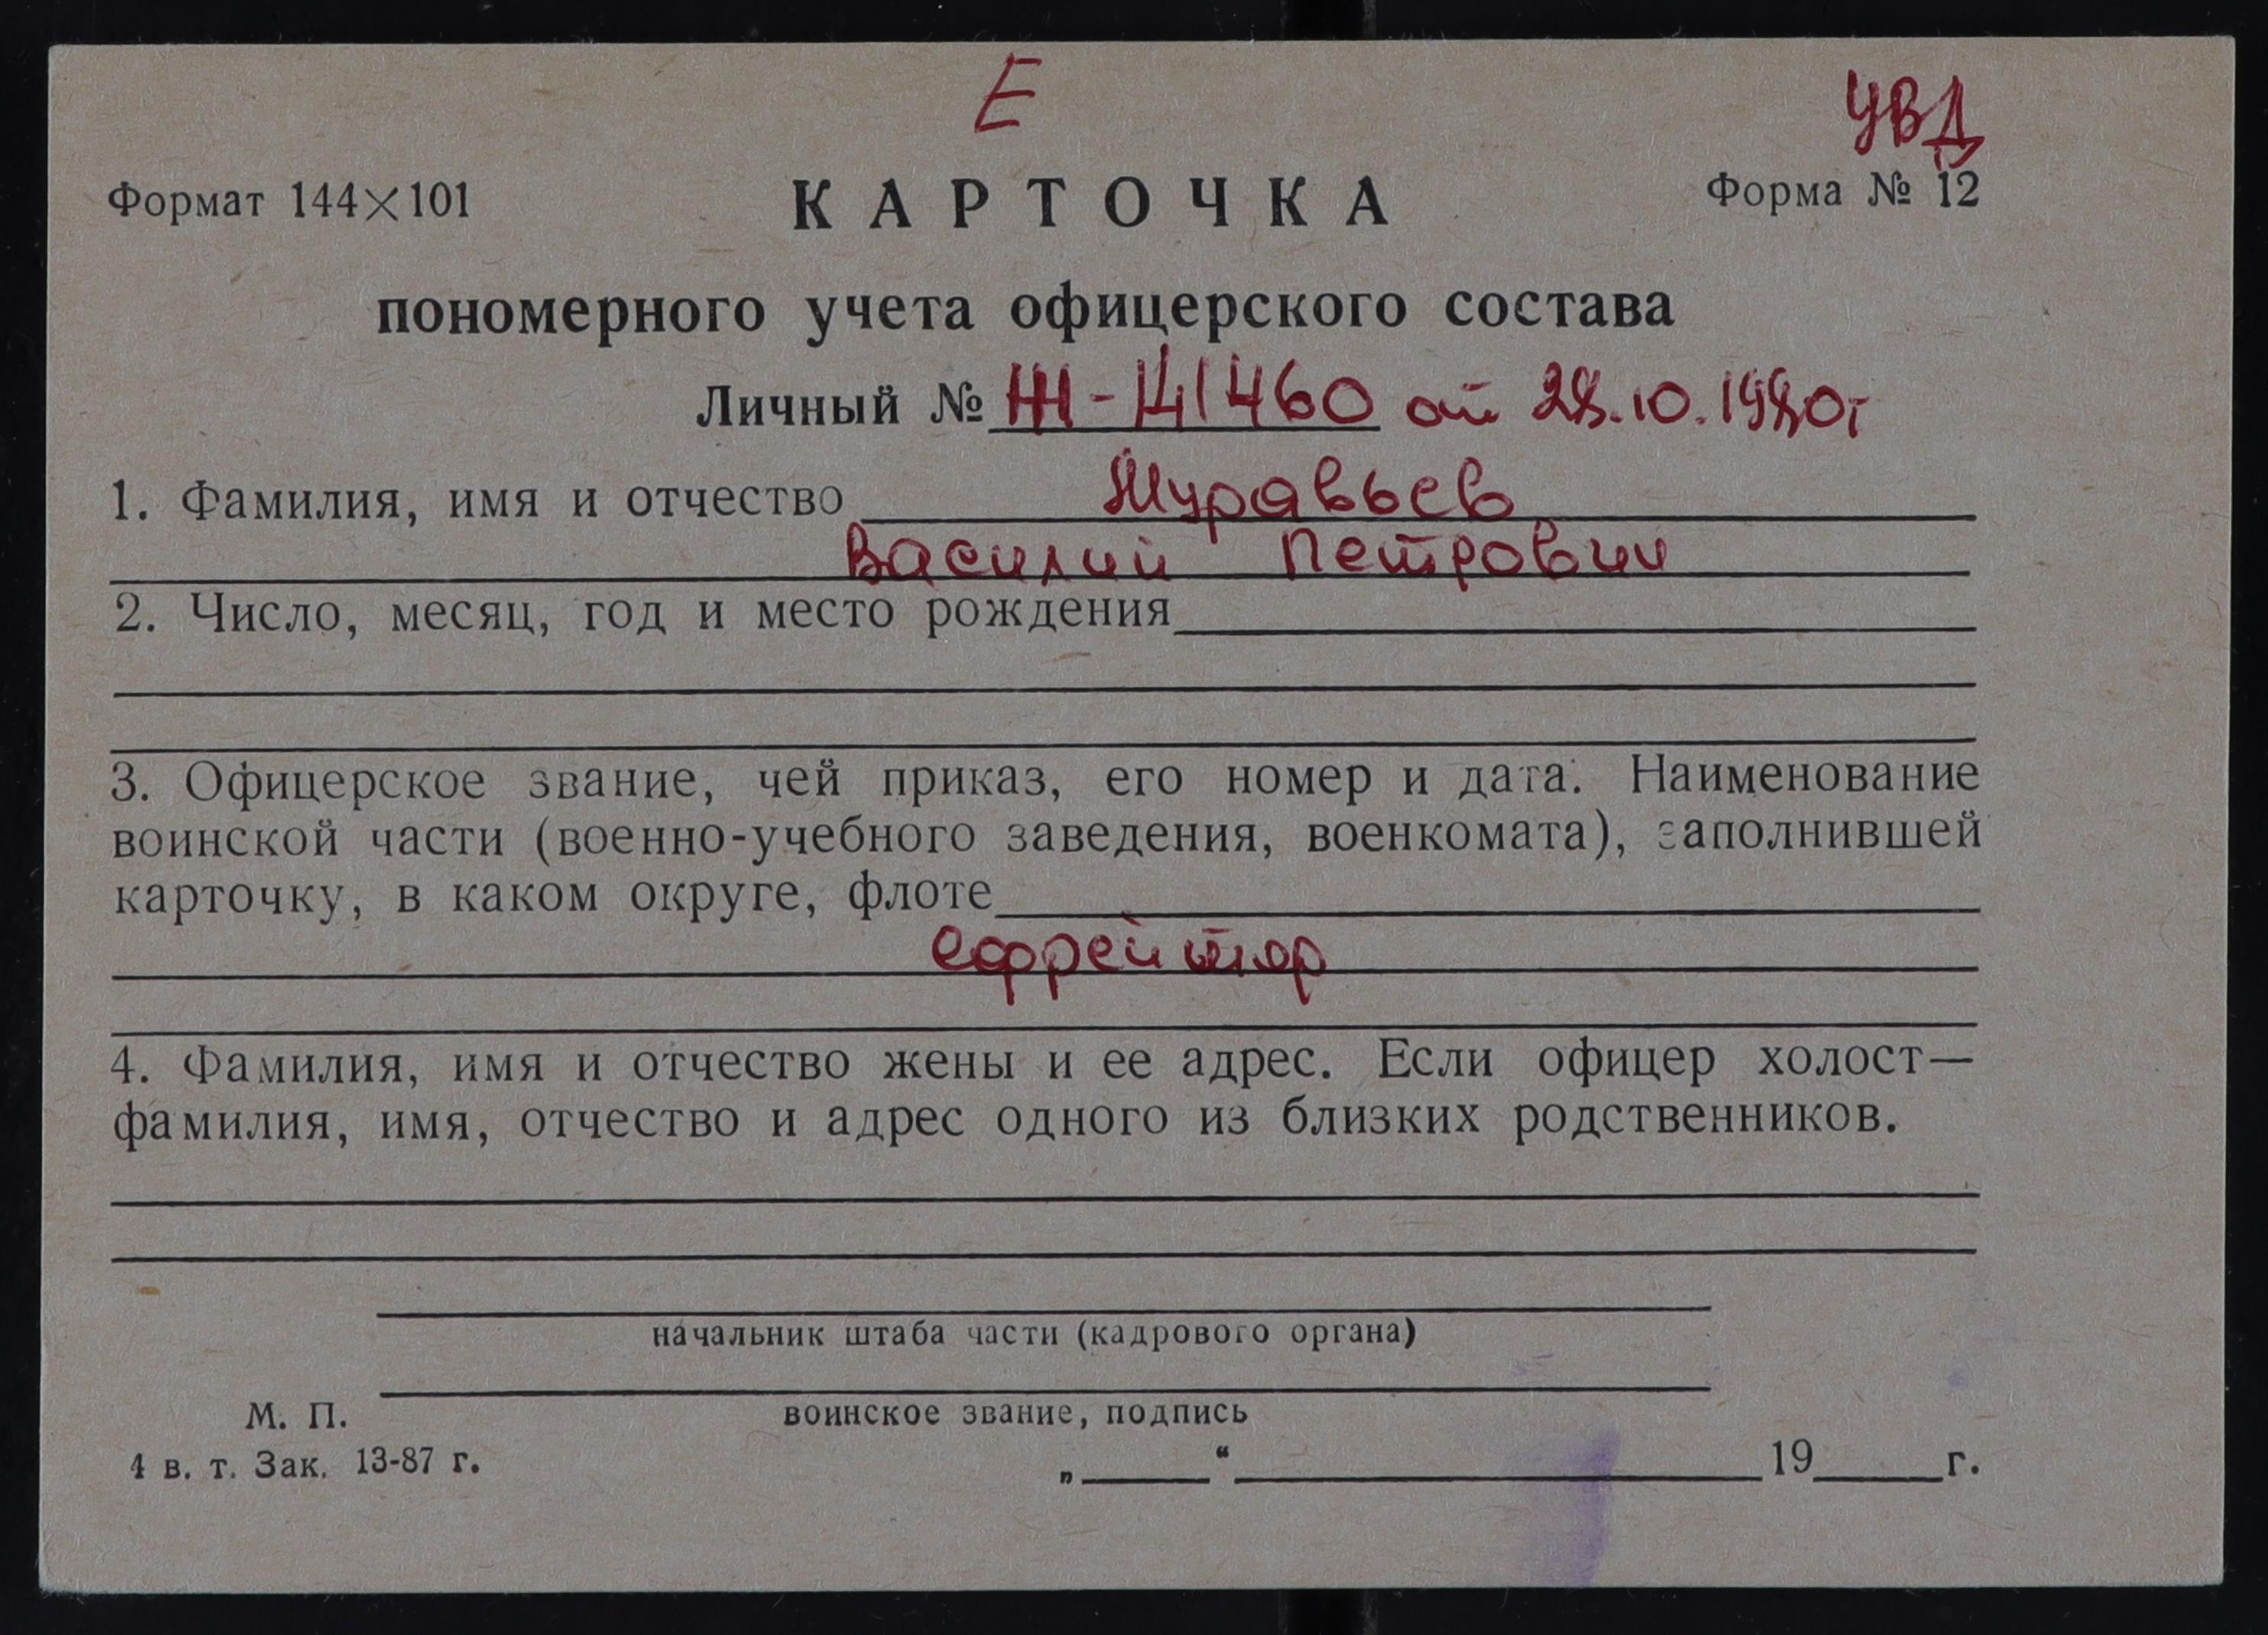 Е
УВД
Формат 144×101
КАРТОЧКА
Форма № 12
пономерного учета офицерского состава
Личный № Ж-141460 от 28.10.1980г
1. Фамилия, имя и отчество Муравьев
Василий Петрович
2. Число, месяц, год и место рождения
3. Офицерское звание, чей приказ, его номер и дата. Наименование
воинской части (военно-учебного заведения, военкомата), заполнившей
карточку, в каком округе, флоте
ефрейтор
4. Фамилия, имя и отчество жены и ее адрес. Если офицер холост—
фамилия, имя, отчество и адрес одного из близких родственников.
начальник штаба части (кадрового органа)
М. П.
воинское звание, подпись
4 в. т. Зак. 13-87 г.
„ “ 19 г.